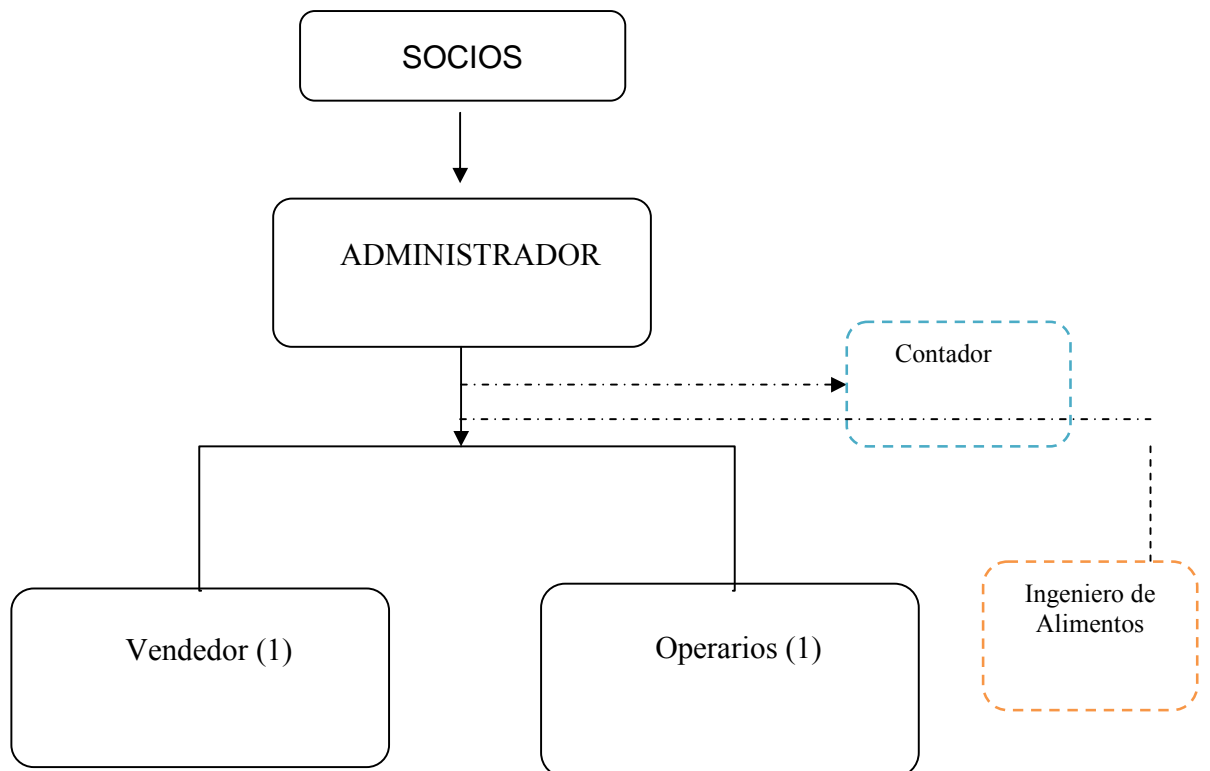 SOCIOS
ADMINISTRADOR
Contador
Ingeniero de
Alimentos
Vendedor (1)
Operarios (1)